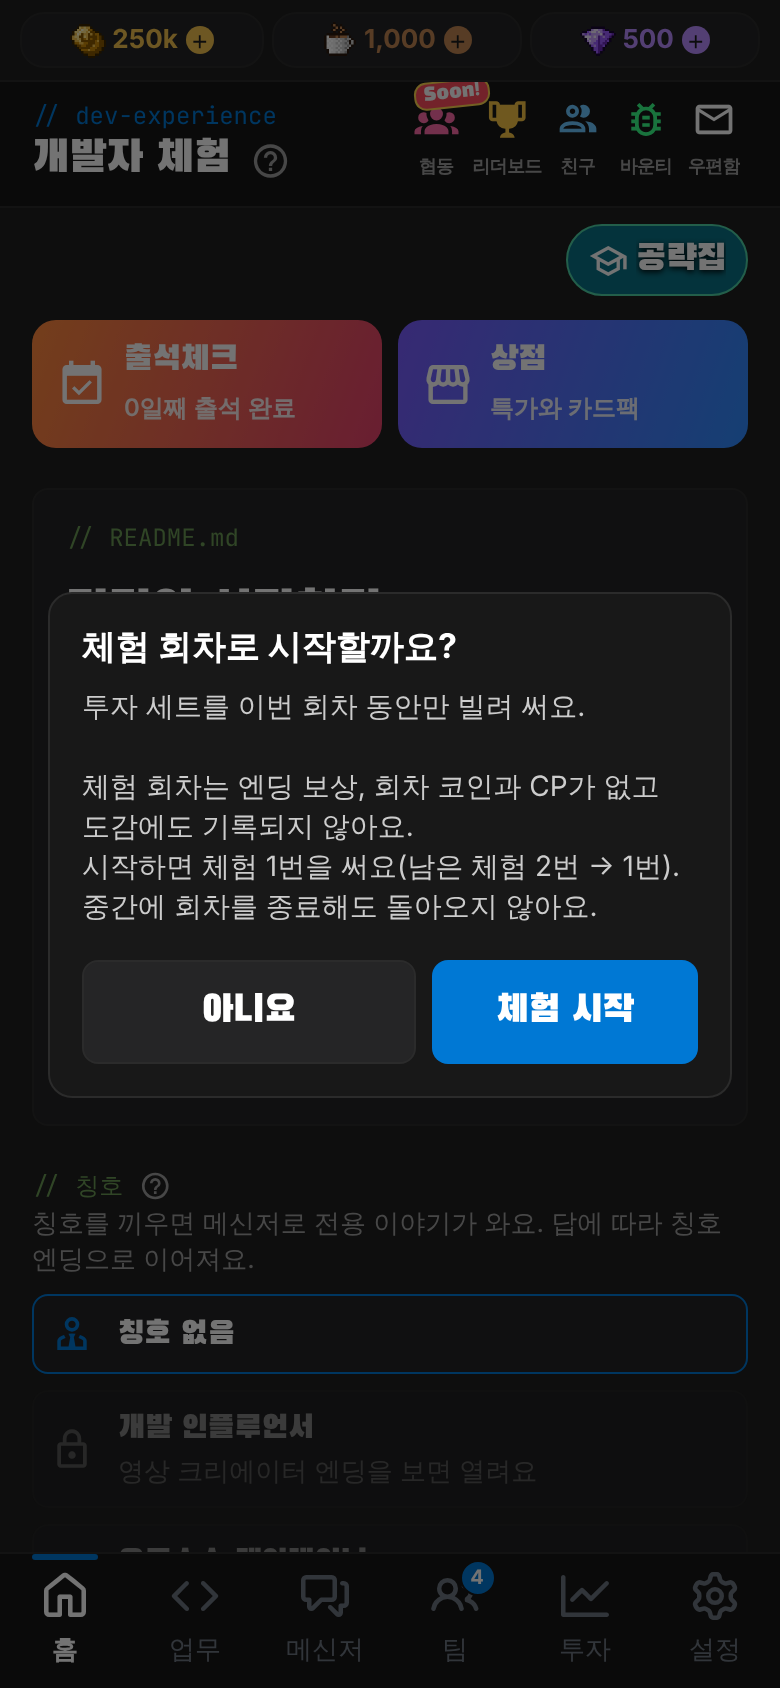 250k
1,000
500
// dev-experience
개발자 체험
Soon!
협동
리더보드
친구
바운티
우편함
공략집
출석체크
0일째 출석 완료
상점
특가와 카드팩
// README.md
체험 회차로 시작할까요?
투자 세트를 이번 회차 동안만 빌려 써요.
체험 회차는 엔딩 보상, 회차 코인과 CP가 없고
도감에도 기록되지 않아요.
시작하면 체험 1번을 써요(남은 체험 2번 → 1번).
중간에 회차를 종료해도 돌아오지 않아요.
아니요
체험 시작
// 칭호
칭호를 끼우면 메신저로 전용 이야기가 와요. 답에 따라 칭호
엔딩으로 이어져요.
칭호 없음
개발 인플루언서
영상 크리에이터 엔딩을 보면 열려요
4
홈
업무
메신저
팀
투자
설정